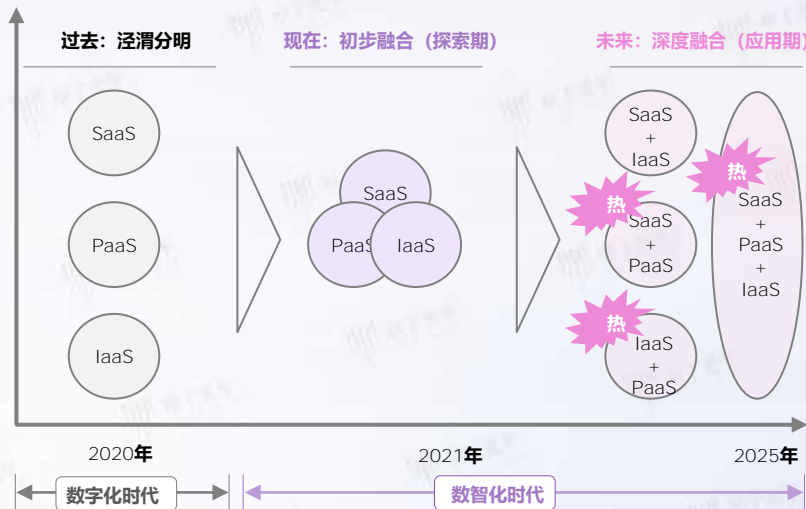 过去：泾渭分明
现在：初步融合（探索期）
未来：深度融合（应用期）
SaaS
PaaS
IaaS
SaaS
PaaS
IaaS
SaaS
+
IaaS
热
SaaS
+
PaaS
热
IaaS
+
PaaS
热
SaaS
+
PaaS
+
IaaS
2020年
2021年
2025年
数字化时代
数智化时代